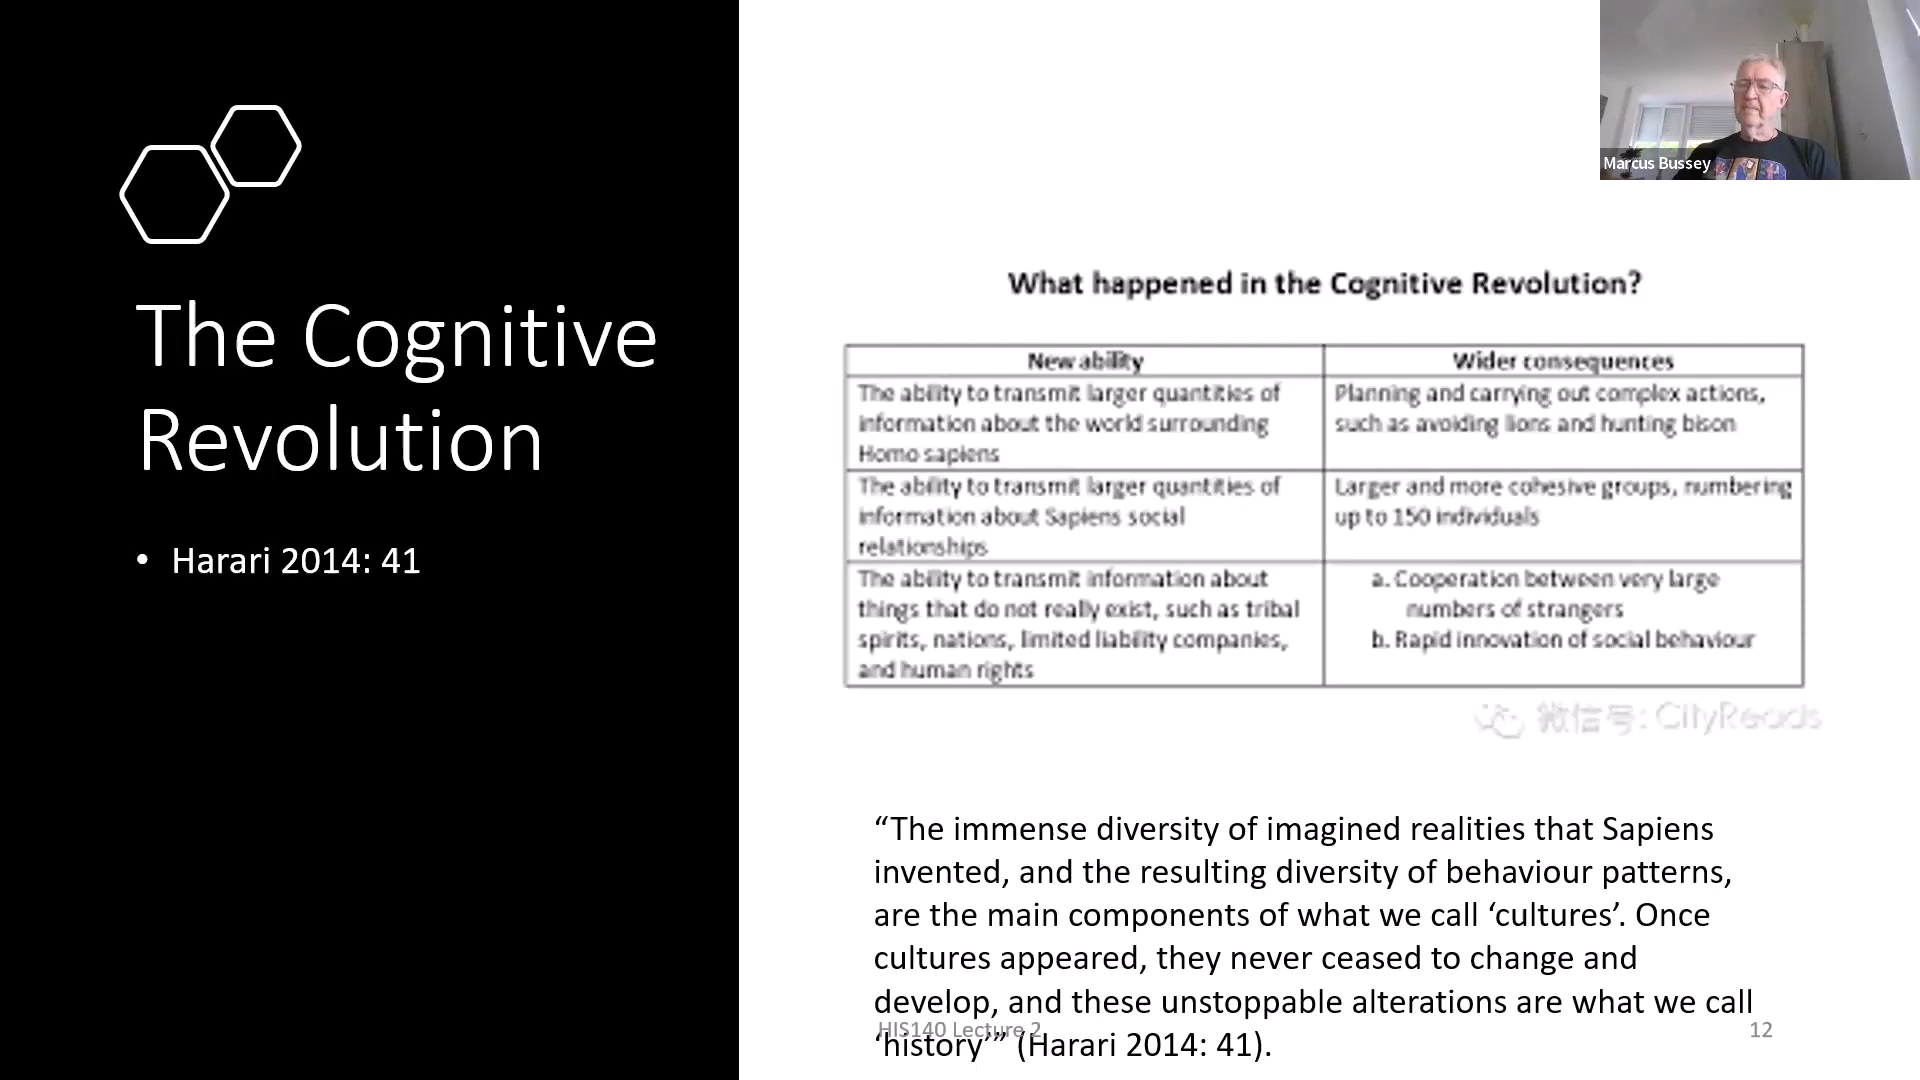 The Cognitive
Revolution
• Harari 2014: 41
Marcus Bussey
What happened in the Cognitive Revolution?
New ability
Wider consequences
The ability to transmit larger quantities of
information about the world surrounding
Homo sapiens
Planning and carrying out complex actions,
such as avoiding lions and hunting bison
The ability to transmit larger quantities of
information about Sapiens social
relationships
Larger and more cohesive groups, numbering
up to 150 individuals
The ability to transmit information about
things that do not really exist, such as tribal
spirits, nations, limited liability companies,
and human rights
a. Cooperation between very large
numbers of strangers
b. Rapid innovation of social behaviour
微信号: CityReads
“The immense diversity of imagined realities that Sapiens
invented, and the resulting diversity of behaviour patterns,
are the main components of what we call ‘cultures’. Once
cultures appeared, they never ceased to change and
develop, and these unstoppable alterations are what we call
‘history’” (Harari 2014: 41).
HIS140 Lecture 2
12